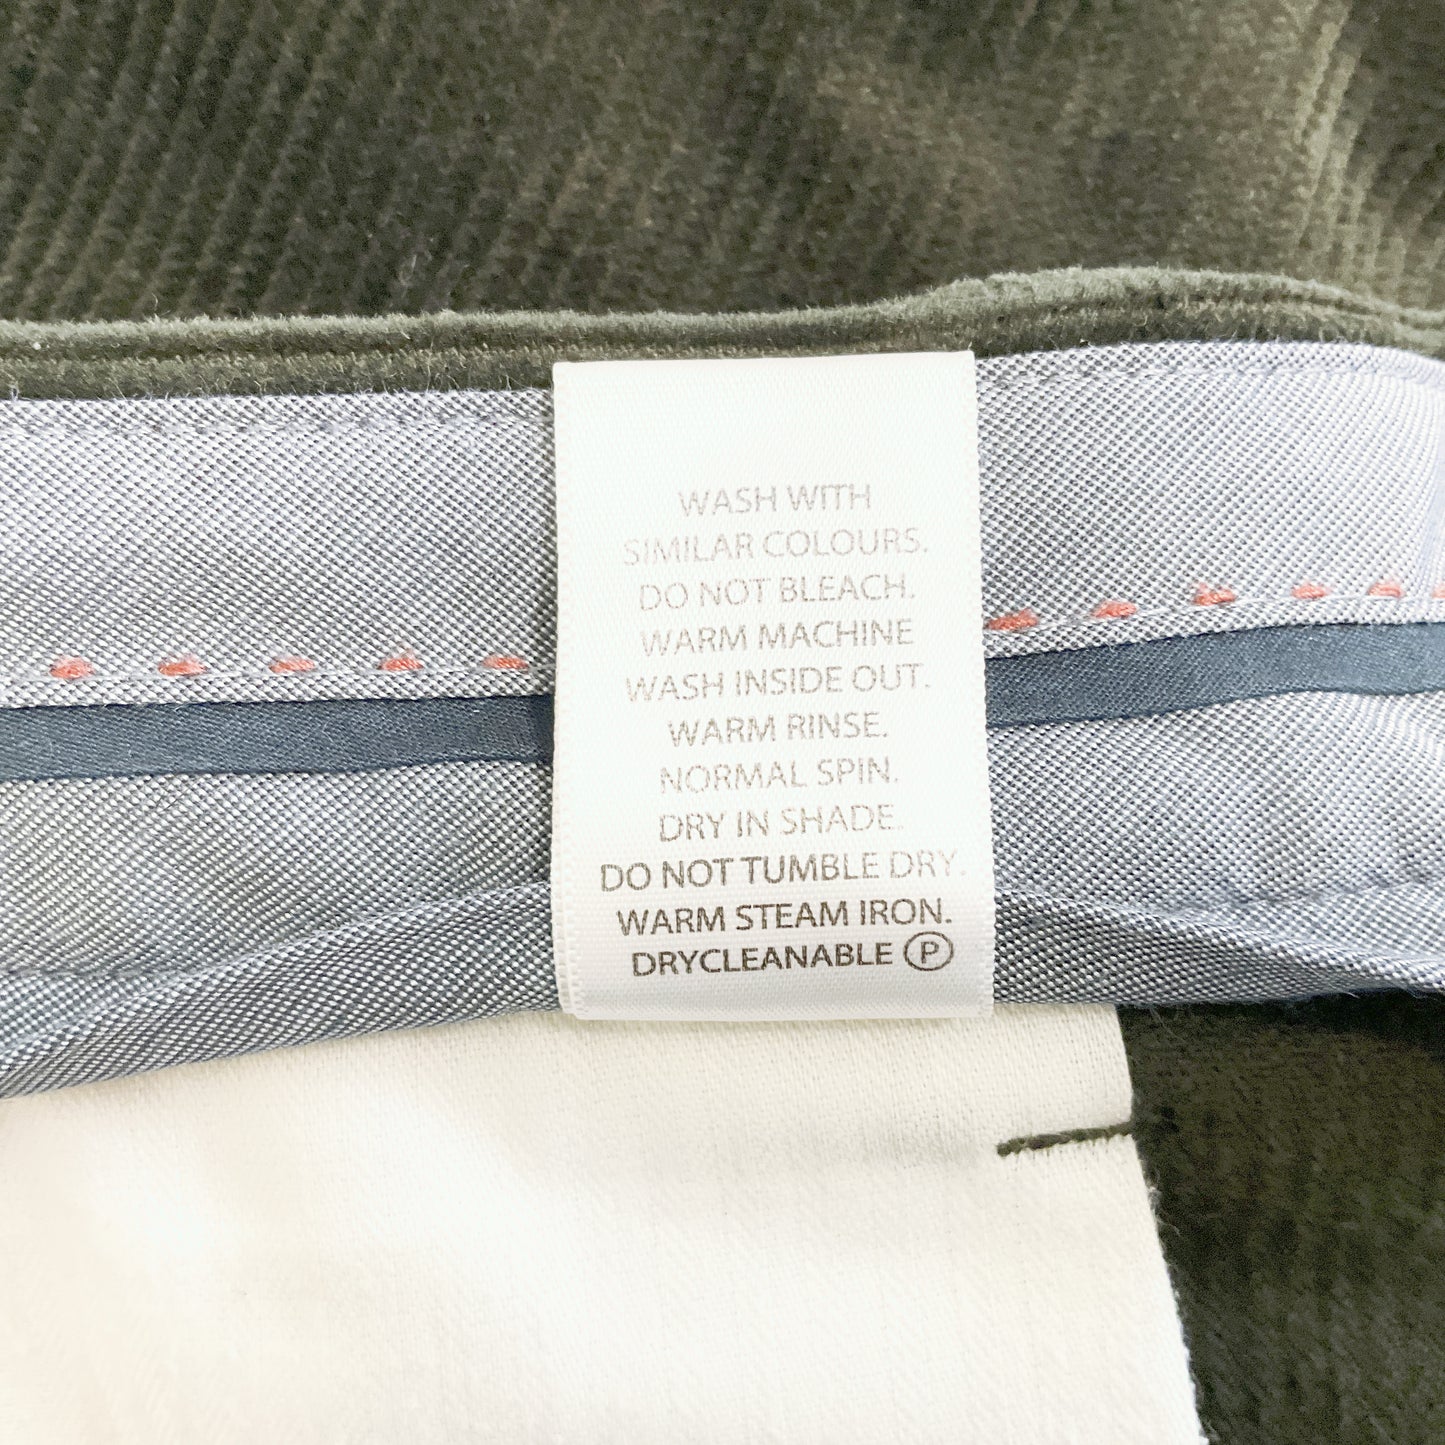 WASH WITH
SIMILAR COLOURS.
DO NOT BLEACH.
WARM MACHINE
WASH INSIDE OUT.
WARM RINSE.
NORMAL SPIN.
DRY IN SHADE.
DO NOT TUMBLE DRY.
WARM STEAM IRON.
DRYCLEANABLE Ⓟ